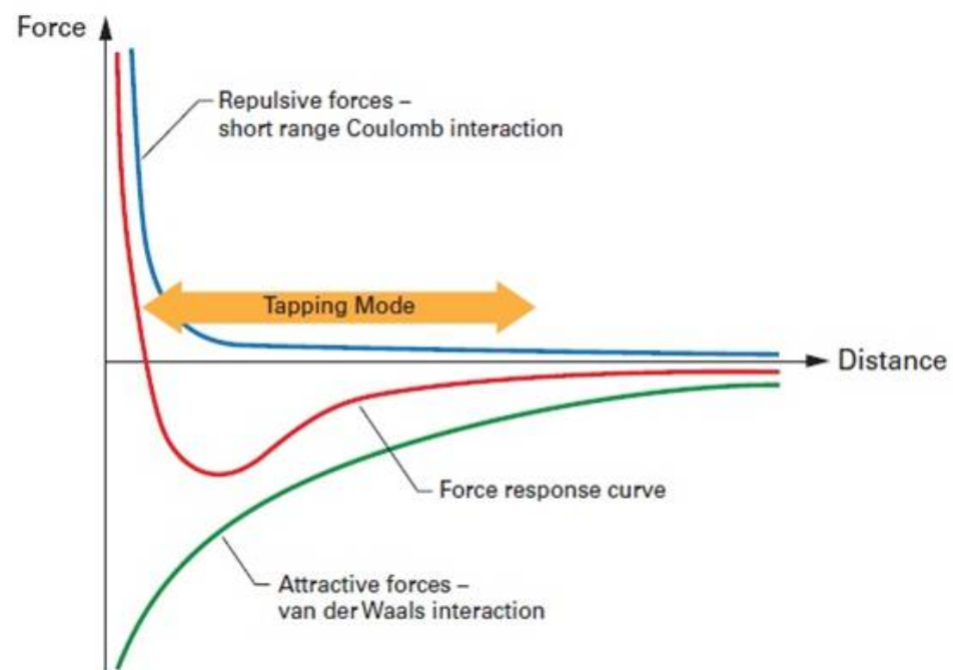 Force
Repulsive forces –
short range Coulomb interaction
Tapping Mode
Distance
Force response curve
Attractive forces –
van der Waals interaction